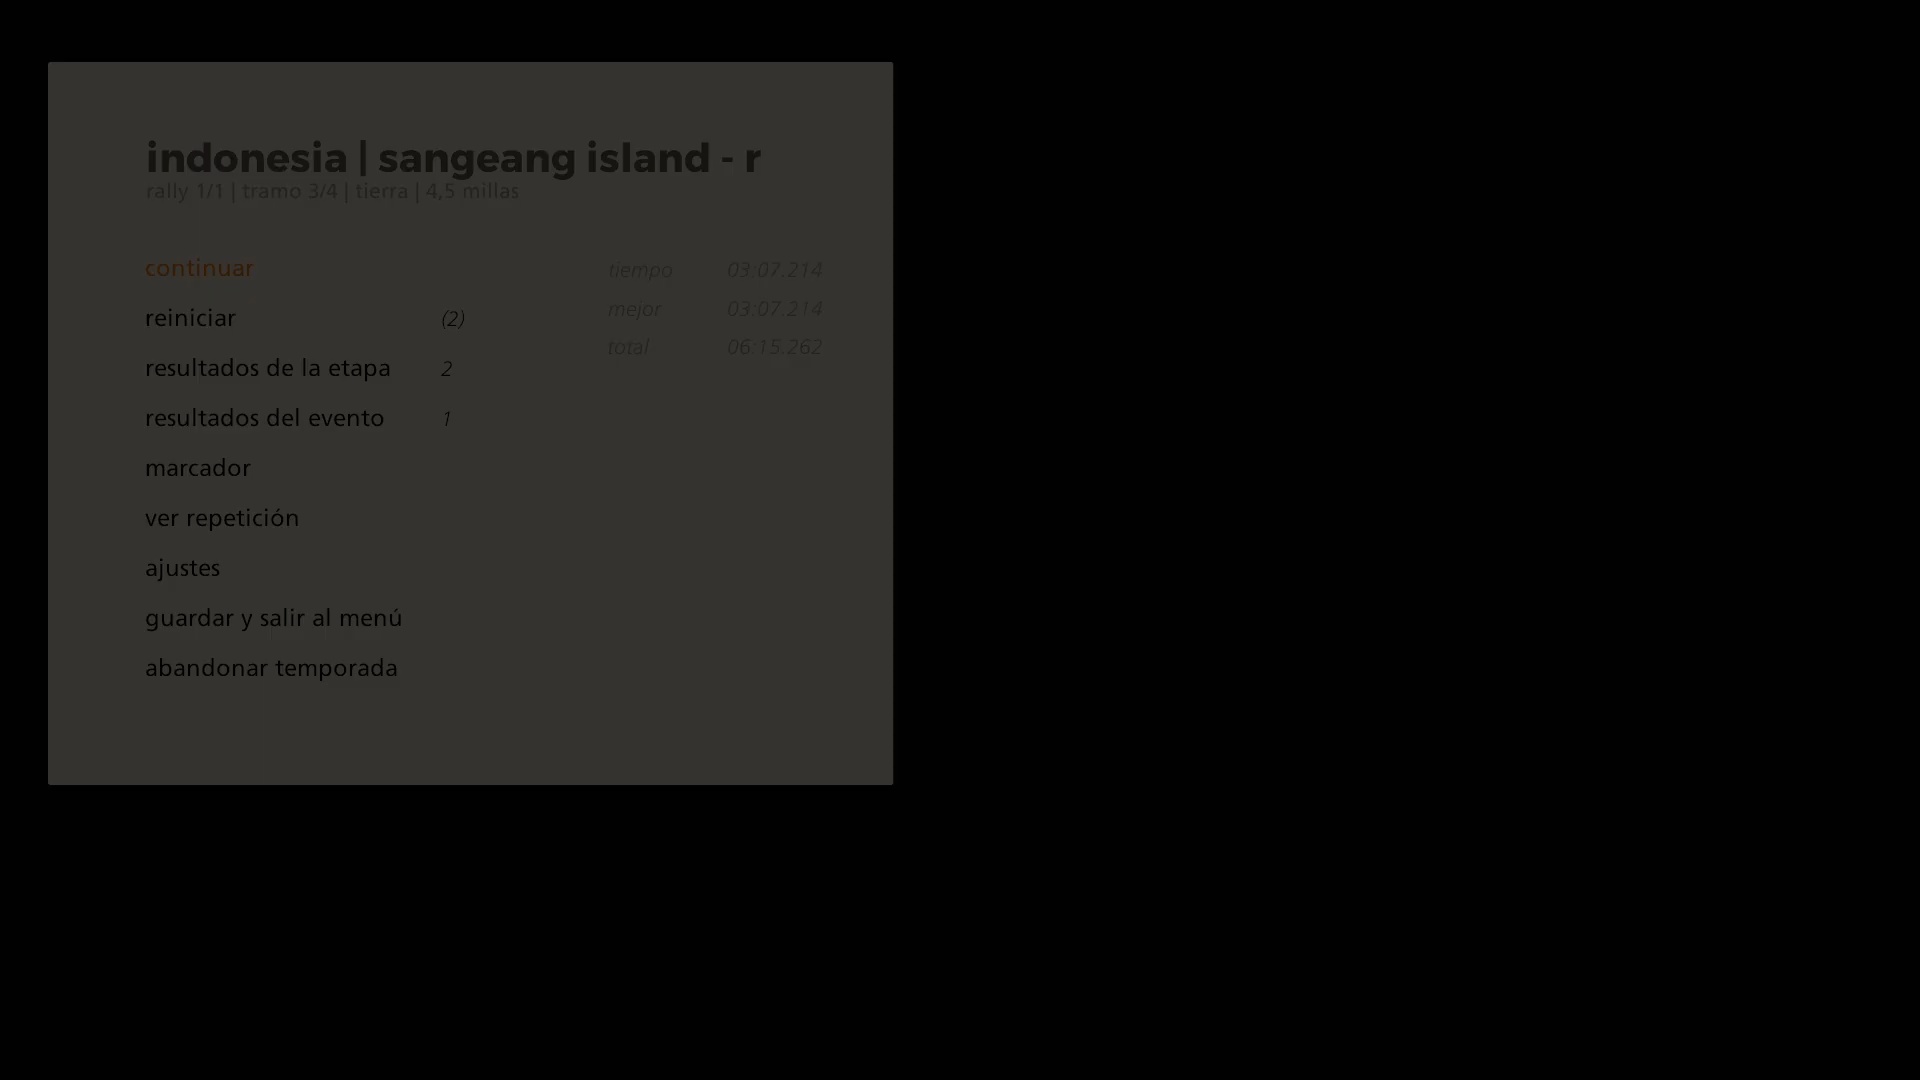 indonesia | sangeang island - r
rally 1/1 | tramo 3/4 | tierra | 4,5 millas
continuar
reiniciar (2)
resultados de la etapa 2
resultados del evento 1
marcador
ver repetición
ajustes
guardar y salir al menú
abandonar temporada
tiempo 03:07.214
mejor 03:07.214
total 06:15.262